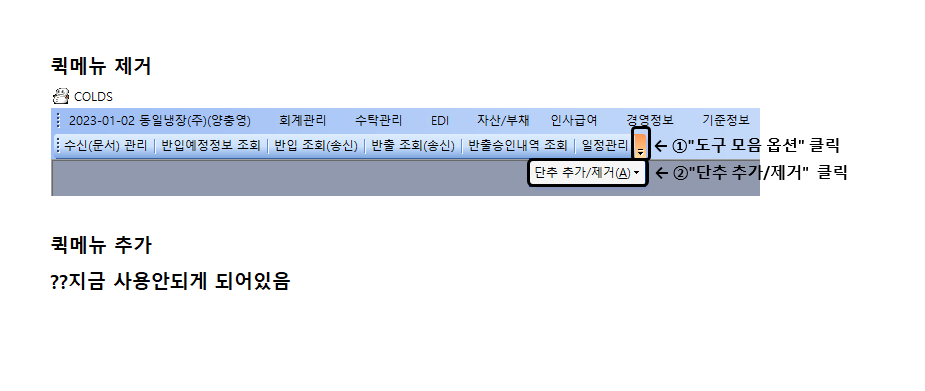 퀵메뉴 제거
COLDS
2023-01-02 동일냉장(주)(양충영) 회계관리 수탁관리 EDI 자산/부채 인사급여 경영정보 기준정보
수신(문서) 관리 반입예정정보 조회 반입 조회(송신) 반출 조회(송신) 반출승인내역 조회 일정관리 ← ①"도구 모음 옵션" 클릭
단추 추가/제거(A) ← ②"단추 추가/제거" 클릭
퀵메뉴 추가
??지금 사용안되게 되어있음